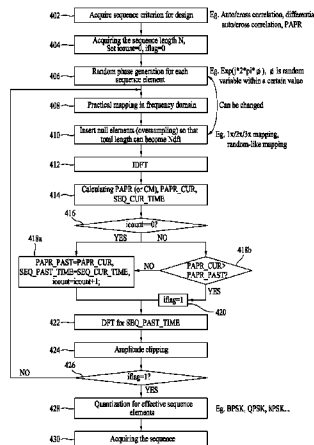 402
Acquire sequence criterion for design
Eg. Auto/cross correlation, differential
auto/cross correlation, PAPR
404
Acquiring the sequence length N,
Set icount=0, iflag=0
406
Random phase generation for each
sequence element
Eg. Exp(j*2*pi* ϕ ), ϕ is random
variable within a certain value
408
Practical mapping in frequency domain
Can be changed
410
Insert null elements (oversampling) so that
total length can become Ndft
Eg. 1x/2x/3x mapping,
random-like mapping
412
IDFT
414
Calculating PAPR (or CM), PAPR_CUR,
SEQ_CUR_TIME
416
icount==0?
YES
NO
418a
418b
PAPR_PAST=PAPR_CUR,
SEQ_PAST_TIME=SEQ_CUR_TIME,
icount=icount+1;
NO
PAPR_CUR>
PAPR_PAST?
YES
iflag=1
420
422
DFT for SEQ_PAST_TIME
424
Amplitude clipping
426
NO
iflag=1?
YES
428
Quantization for effective sequence
elements
Eg. BPSK, QPSK, 8PSK...
430
Acquiring the sequence